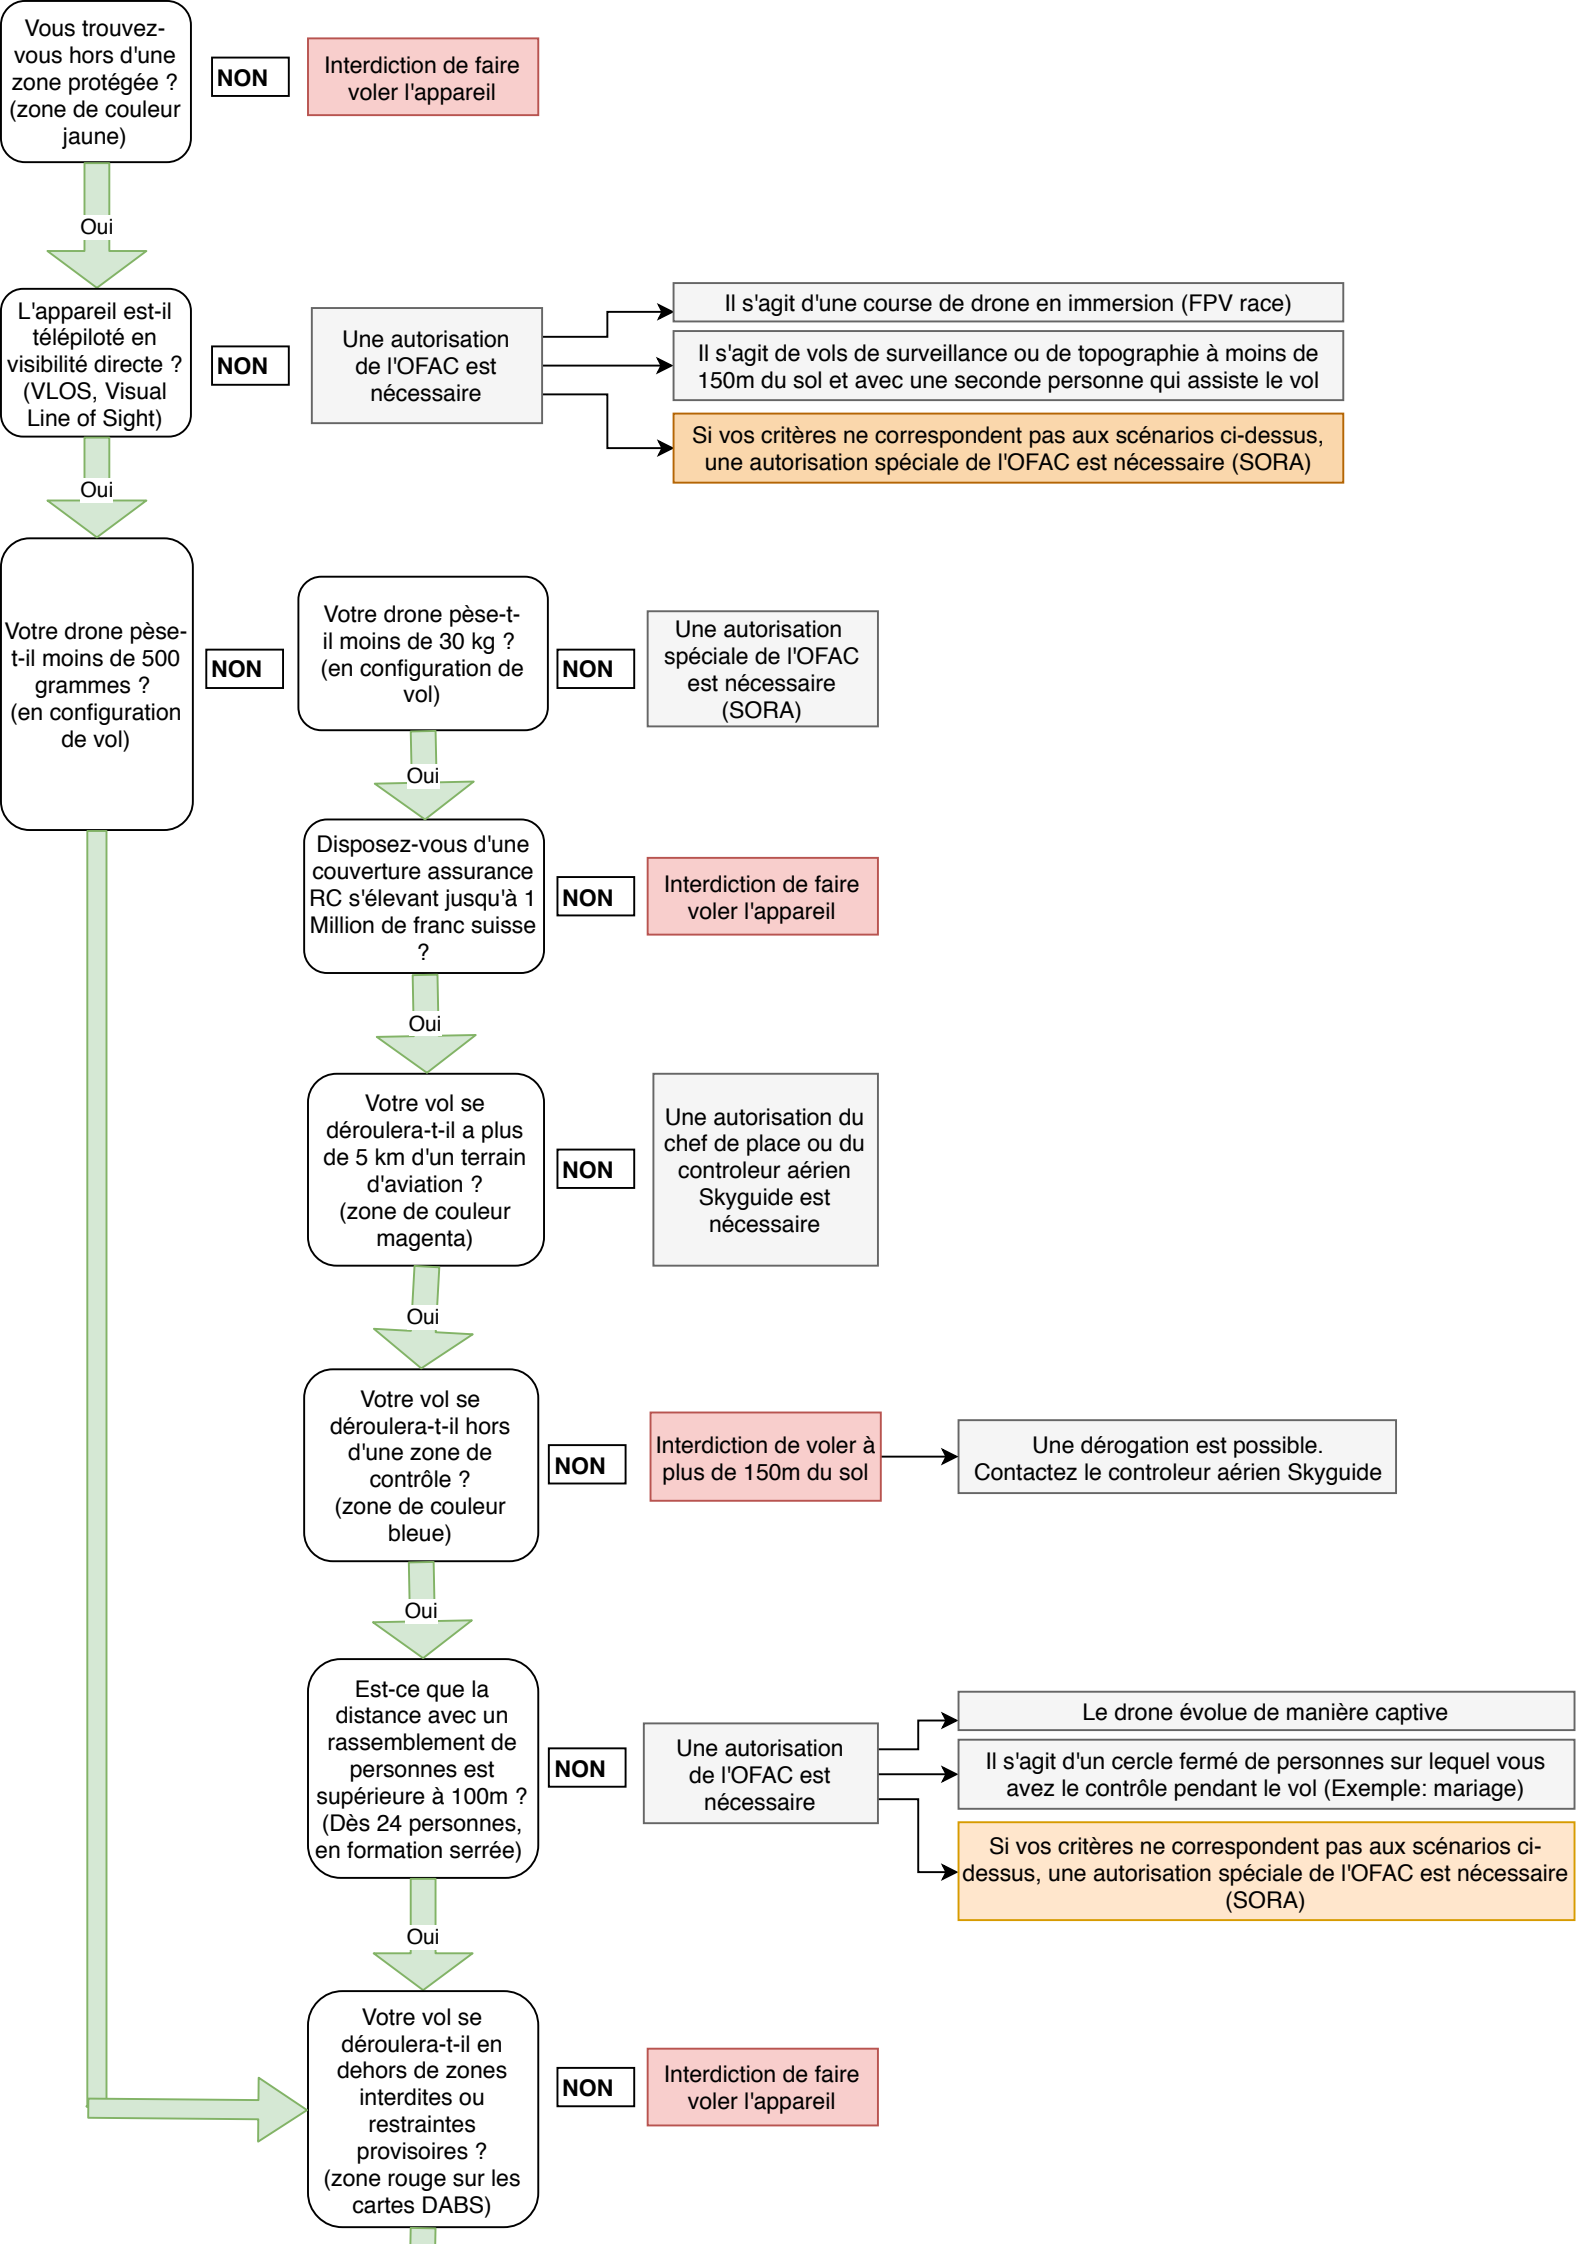 Vous trouvez-
vous hors d'une
zone protégée ?
(zone de couleur
jaune)
NON
Interdiction de faire
voler l'appareil
Oui
L'appareil est-il
télépiloté en
visibilité directe ?
(VLOS, Visual
Line of Sight)
NON
Une autorisation
de l'OFAC est
nécessaire
Il s'agit d'une course de drone en immersion (FPV race)
Il s'agit de vols de surveillance ou de topographie à moins de
150m du sol et avec une seconde personne qui assiste le vol
Si vos critères ne correspondent pas aux scénarios ci-dessus,
une autorisation spéciale de l'OFAC est nécessaire (SORA)
Oui
Votre drone pèse-
t-il moins de 500
grammes ?
(en configuration
de vol)
NON
Votre drone pèse-t-
il moins de 30 kg ?
(en configuration de
vol)
NON
Une autorisation
spéciale de l'OFAC
est nécessaire
(SORA)
Oui
Disposez-vous d'une
couverture assurance
RC s'élevant jusqu'à 1
Million de franc suisse
?
NON
Interdiction de faire
voler l'appareil
Oui
Votre vol se
déroulera-t-il a plus
de 5 km d'un terrain
d'aviation ?
(zone de couleur
magenta)
NON
Une autorisation du
chef de place ou du
controleur aérien
Skyguide est
nécessaire
Oui
Votre vol se
déroulera-t-il hors
d'une zone de
contrôle ?
(zone de couleur
bleue)
NON
Interdiction de voler à
plus de 150m du sol
Une dérogation est possible.
Contactez le controleur aérien Skyguide
Oui
Est-ce que la
distance avec un
rassemblement de
personnes est
supérieure à 100m ?
(Dès 24 personnes,
en formation serrée)
NON
Une autorisation
de l'OFAC est
nécessaire
Le drone évolue de manière captive
Il s'agit d'un cercle fermé de personnes sur lequel vous
avez le contrôle pendant le vol (Exemple: mariage)
Si vos critères ne correspondent pas aux scénarios ci-
dessus, une autorisation spéciale de l'OFAC est nécessaire
(SORA)
Oui
Votre vol se
déroulera-t-il en
dehors de zones
interdites ou
restraintes
provisoires ?
(zone rouge sur les
cartes DABS)
NON
Interdiction de faire
voler l'appareil